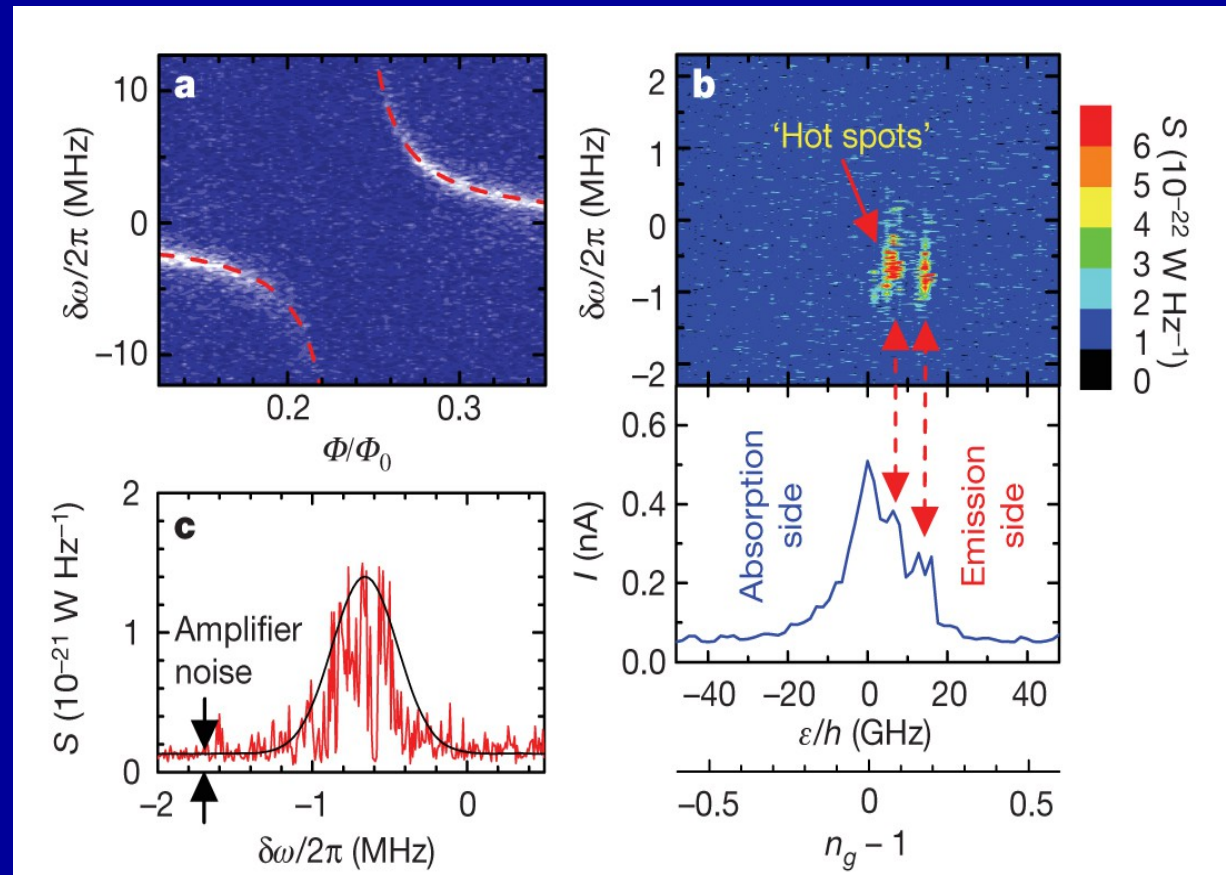 a
10
0
−10
δω/2π (MHz)
0.2
0.3
Φ/Φ0
b
'Hot spots'
2
1
0
−1
−2
δω/2π (MHz)
6
5
4
3
2
1
0
S (10−22 W Hz−1)
0.6
0.4
0.2
0.0
I (nA)
Absorption
side
Emission
side
−40
−20
0
20
40
ε/h (GHz)
−0.5
0
0.5
ng − 1
c
2
1
0
S (10−21 W Hz−1)
Amplifier
noise
−2
−1
0
δω/2π (MHz)